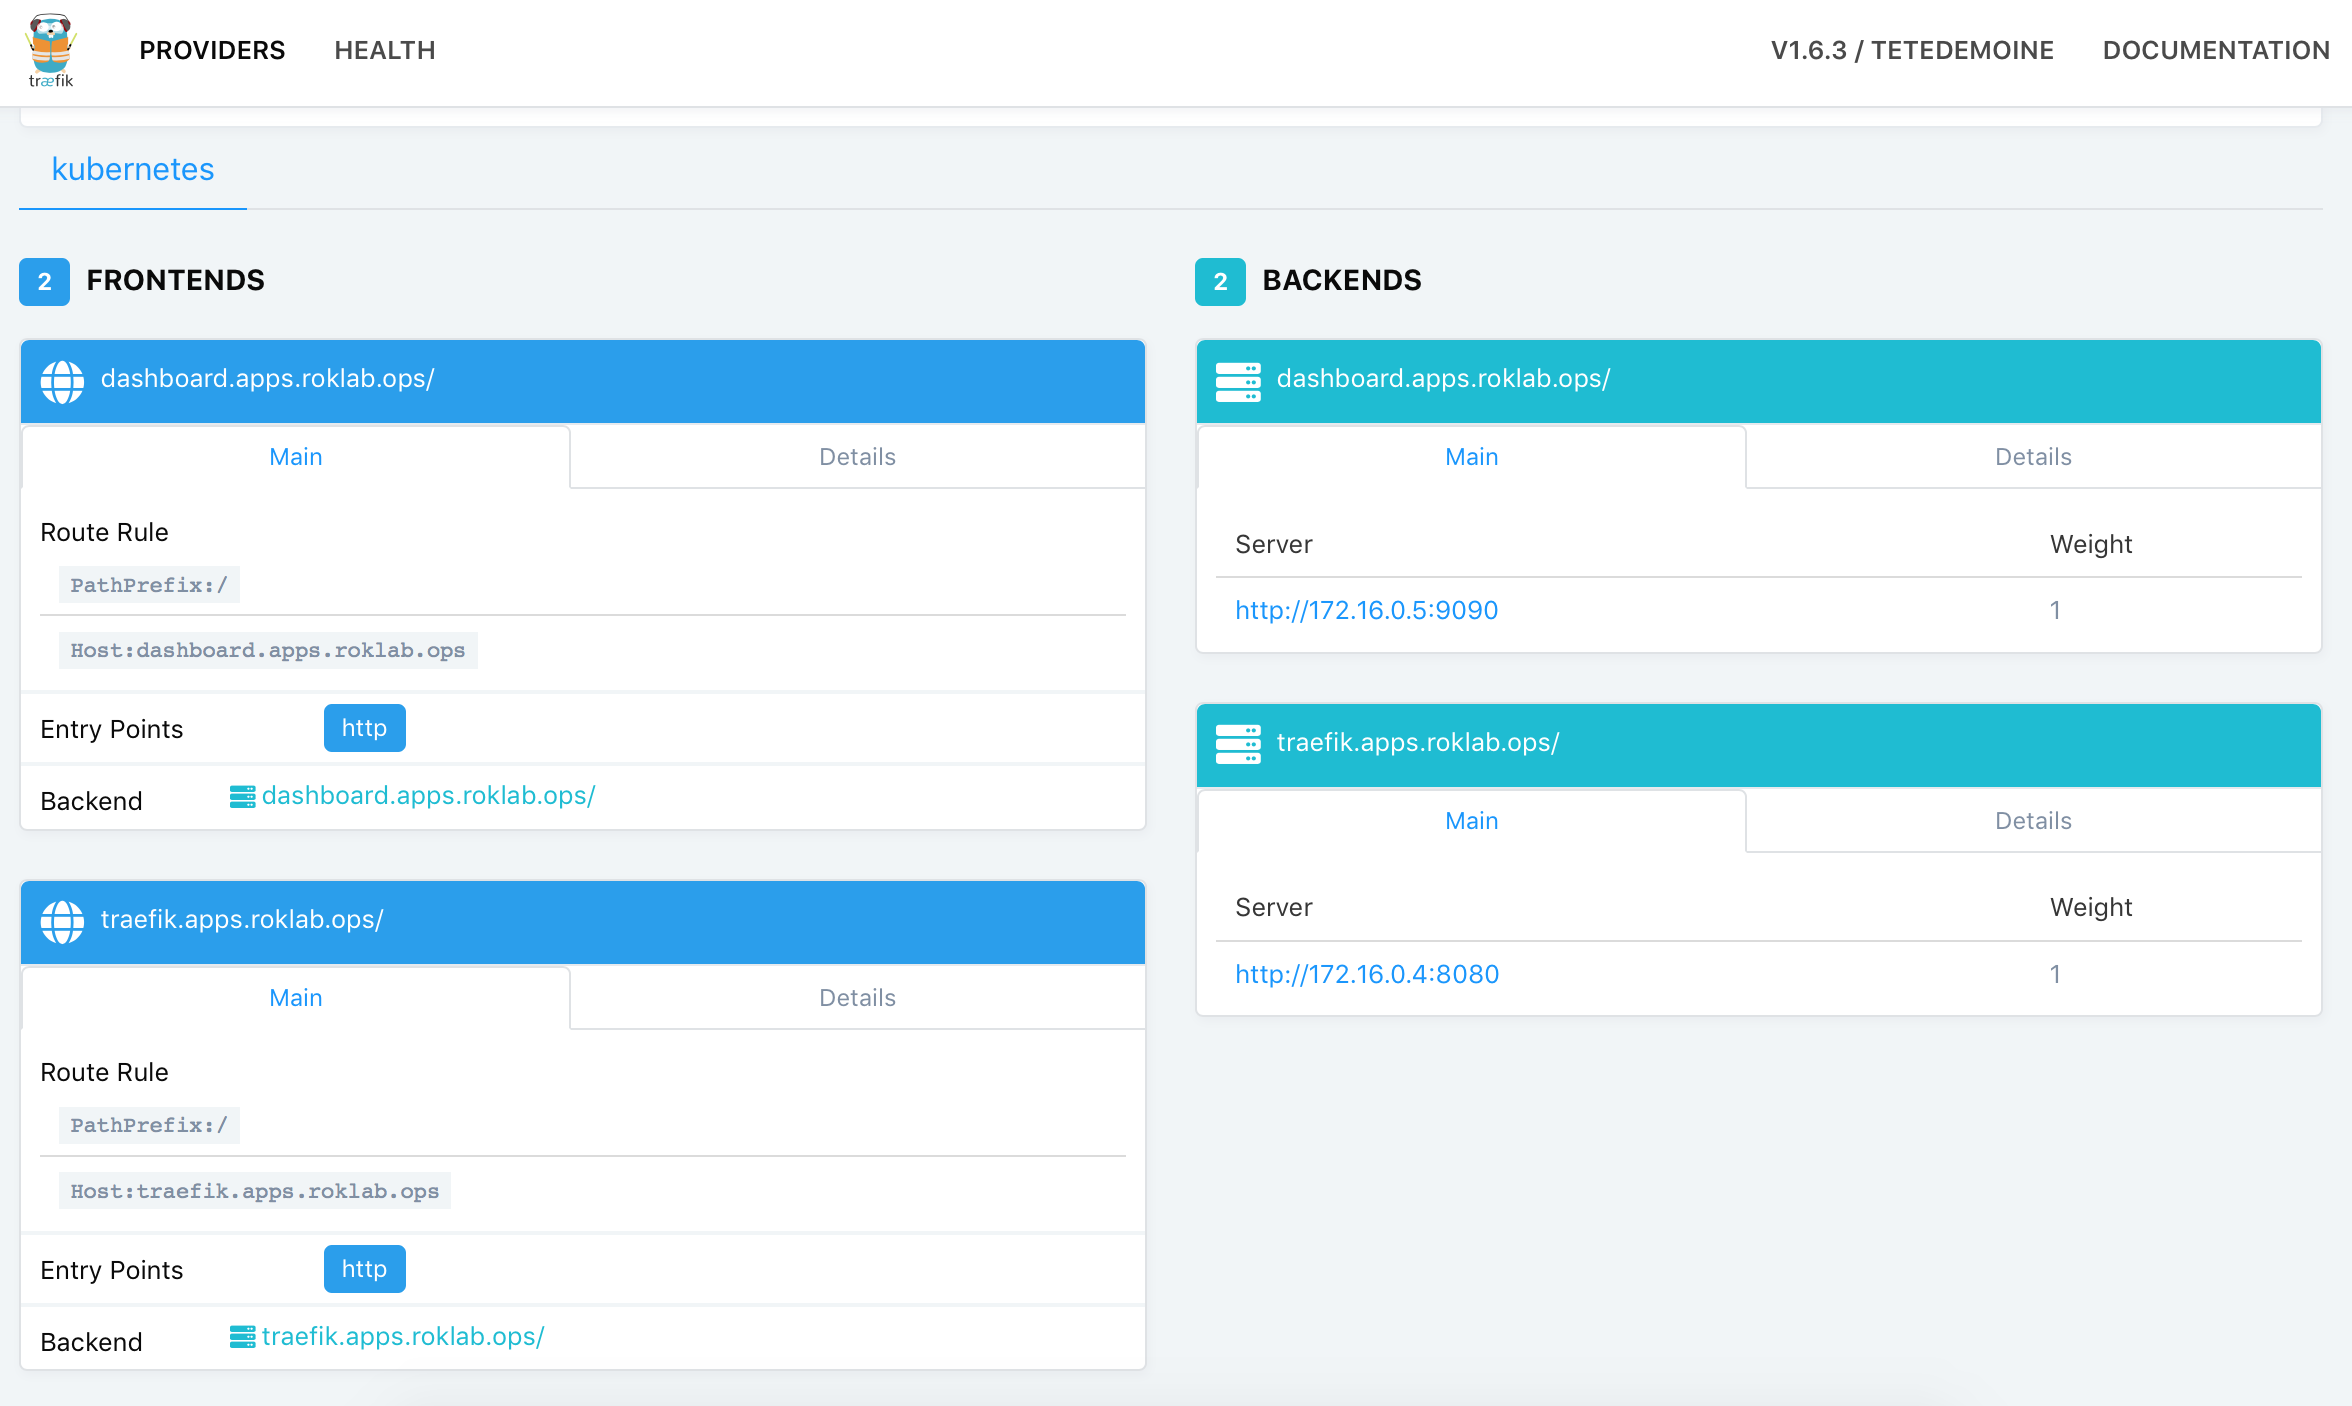 træfik
PROVIDERS
HEALTH
V1.6.3 / TETEDEMOINE
DOCUMENTATION
kubernetes
2 FRONTENDS
dashboard.apps.roklab.ops/
Main
Details
Route Rule
PathPrefix:/
Host:dashboard.apps.roklab.ops
Entry Points
http
Backend
dashboard.apps.roklab.ops/
traefik.apps.roklab.ops/
Main
Details
Route Rule
PathPrefix:/
Host:traefik.apps.roklab.ops
Entry Points
http
Backend
traefik.apps.roklab.ops/
2 BACKENDS
dashboard.apps.roklab.ops/
Main
Details
Server
Weight
http://172.16.0.5:9090
1
traefik.apps.roklab.ops/
Main
Details
Server
Weight
http://172.16.0.4:8080
1